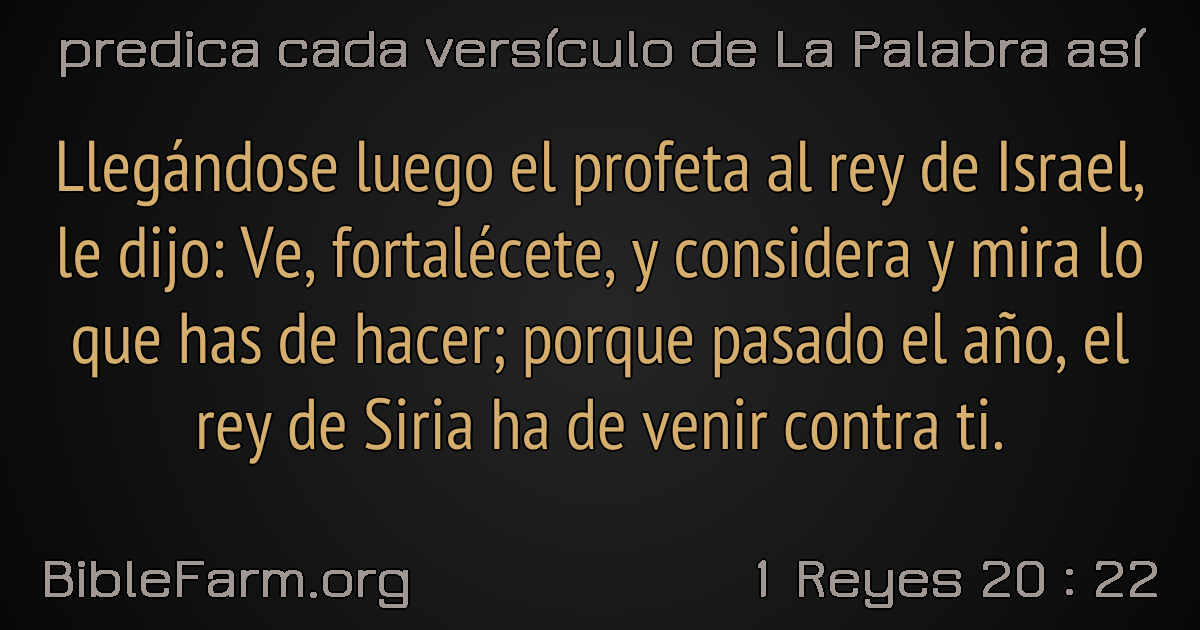 predica cada versículo de La Palabra así
Llegándose luego el profeta al rey de Israel,
le dijo: Ve, fortalécete, y considera y mira lo
que has de hacer; porque pasado el año, el
rey de Siria ha de venir contra ti.
BibleFarm.org
1 Reyes 20 : 22